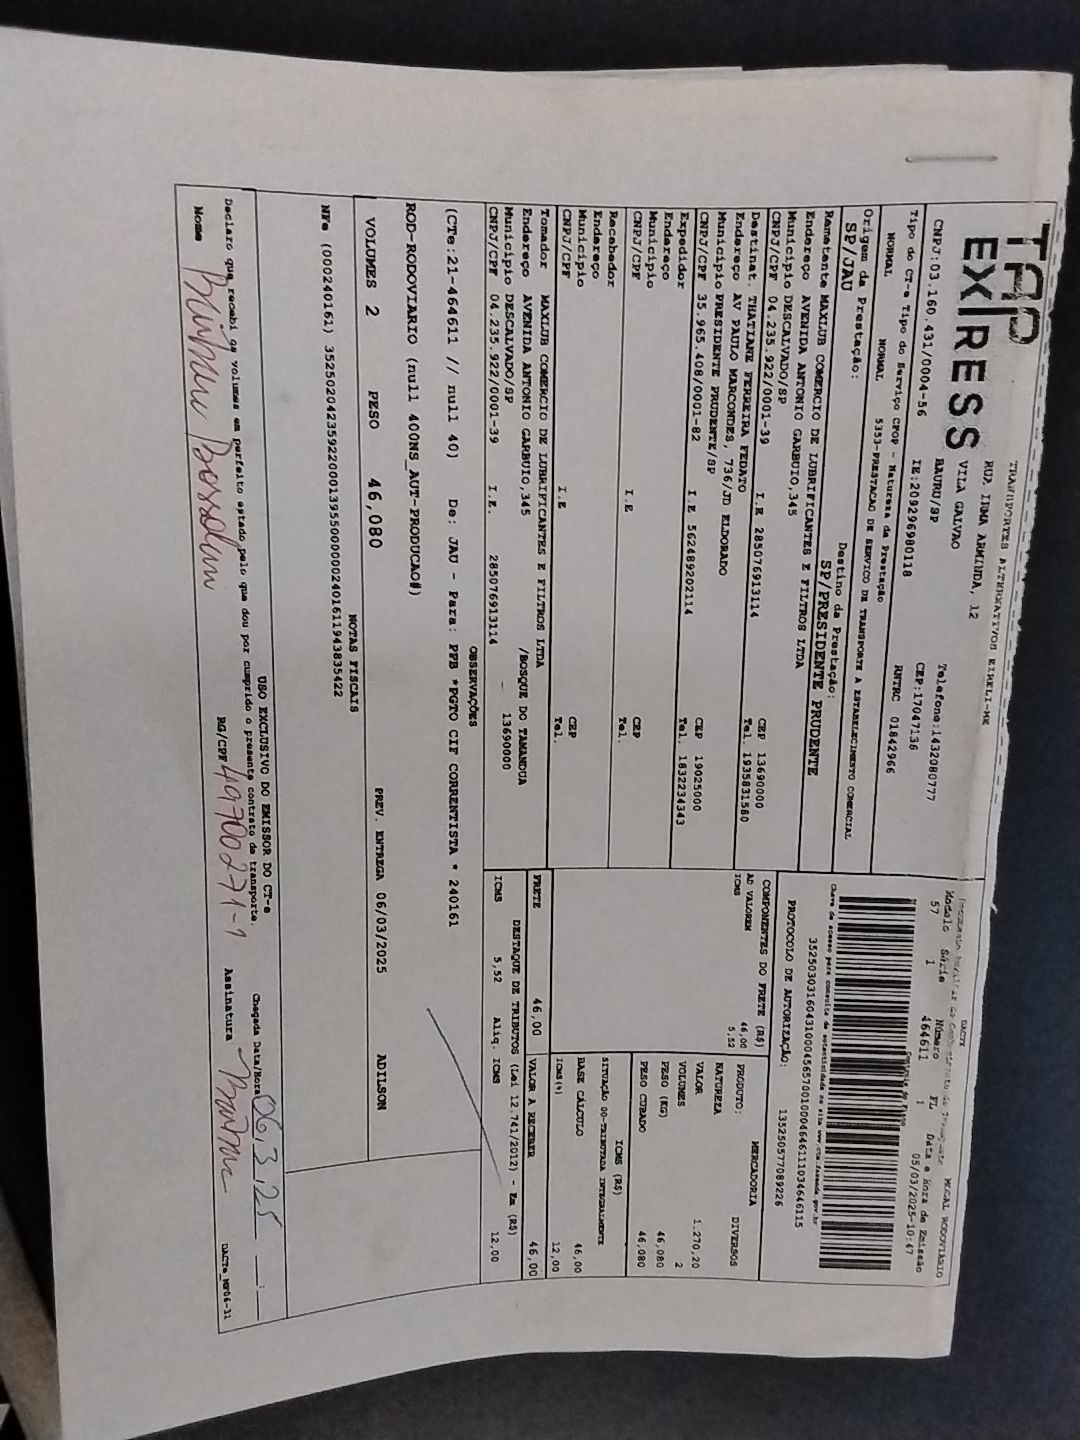 TAP
EXPRESS
TRANSPORTES ALTERNATIVOS EIRELI-ME
RUA IRMA ARMINDA, 12
VILA GALVAO
BAURU/SP
Telefone:1432080777
CNPJ:03.160.431/0004-56 IE:209296980118 CEP:17047136
Tipo do CT-e Tipo do Serviço CFOP - Natureza da Prestação RNTRC 01842966
NORMAL NORMAL 5353-PRESTACAO DE SERVICO DE TRANSPORTE A ESTABELECIMENTO COMERCIAL
Origem da Prestação: Destino da Prestação:
SP/JAU SP/PRESIDENTE PRUDENTE
DACTE MODAL RODOVIÁRIO
Modelo Série Número FL Data e Hora de Emissão
57 1 464611 1 05/03/2025-10:47
Controle do Fisco
Chave de acesso para consulta de autenticidade no site www.cte.fazenda.gov.br
PROTOCOLO DE AUTORIZAÇÃO: 135250577089226
Remetente MAXLUB COMERCIO DE LUBRIFICANTES E FILTROS LTDA
Endereço AVENIDA ANTONIO GARBUIO,345
Município DESCALVADO/SP CEP 13690000
CNPJ/CPF 04.235.922/0001-39 I.E 285076913114 Tel. 1935831580
Destinat. THATIANE FERREIRA FEDATO
Endereço AV PAULO MARCONDES, 736/JD ELDORADO
Município PRESIDENTE PRUDENTE/SP CEP 19025000
CNPJ/CPF 35.965.408/0001-82 I.E 562489202114 Tel. 1832234343
Expedidor
Endereço
Município CEP
CNPJ/CPF I.E Tel.
Recebedor
Endereço
Município CEP
CNPJ/CPF I.E Tel.
Tomador MAXLUB COMERCIO DE LUBRIFICANTES E FILTROS LTDA
Endereço AVENIDA ANTONIO GARBUIO,345 /BOSQUE DO TAMANDUA
Município DESCALVADO/SP - 13690000
CNPJ/CPF 04.235.922/0001-39 I.E. 285076913114
COMPONENTES DO FRETE (R$)
AD VALOREM 46,00
ICMS 5,52
PRODUTO: MERCADORIA
NATUREZA DIVERSOS
VALOR 1.270,20
VOLUMES 2
PESO (KG) 46,080
PESO CUBADO 46,080
ICMS (R$)
SITUAÇÃO 00-TRIBUTADA INTEGRALMENTE
BASE CÁLCULO 46,00
ICMS(%) 12,00
FRETE 46,00 VALOR A RECEBER 46,00
DESTAQUE DE TRIBUTOS (Lei 12.741/2012) - Em (R$)
ICMS 5,52 Aliq. ICMS 12,00
OBSERVAÇÕES
(CTe:21-464611 // null 40) De: JAU - Para: PPB *PGTO CIF CORRENTISTA * 240161
ROD-RODOVIARIO (null 400NS_AUT-PRODUCAO#)
VOLUMES 2 PESO 46,080 PREV. ENTREGA 06/03/2025 ADILSON
NOTAS FISCAIS
NFe (000240161)
USO EXCLUSIVO DO EMISSOR DO CT-e
Declaro que recebi os volumes em perfeito estado pelo que dou por cumprido o presente contrato de transporte.
Chegada Data/Hora 06,3,25
Nome RG/CPF Assinatura
DACTe_MP06-11